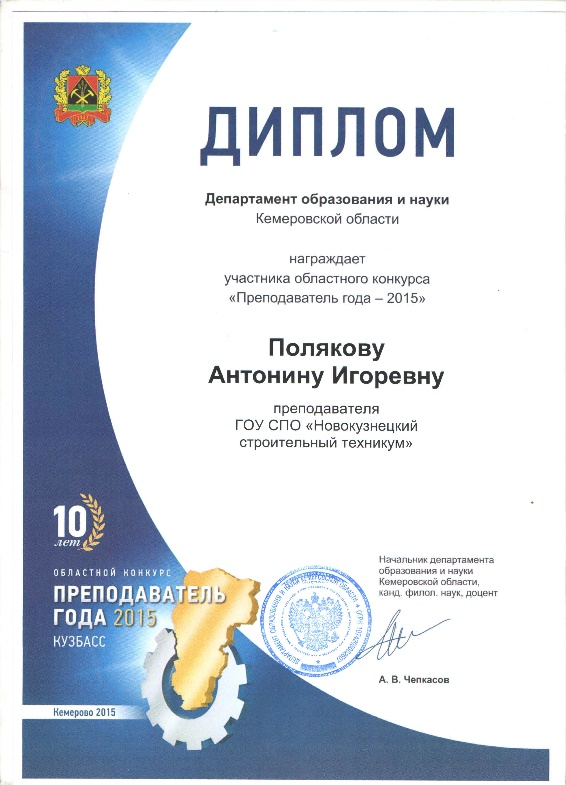 ДИПЛОМ
Департамент образования и науки
Кемеровской области
награждает
участника областного конкурса
«Преподаватель года – 2015»
Полякову
Антонину Игоревну
преподавателя
ГОУ СПО «Новокузнецкий
строительный техникум»
10
лет
ОБЛАСТНОЙ КОНКУРС
ПРЕПОДАВАТЕЛЬ
ГОДА 2015
КУЗБАСС
Кемерово 2015
Начальник департамента
образования и науки
Кемеровской области,
канд. филол. наук, доцент
А. В. Чепкасов